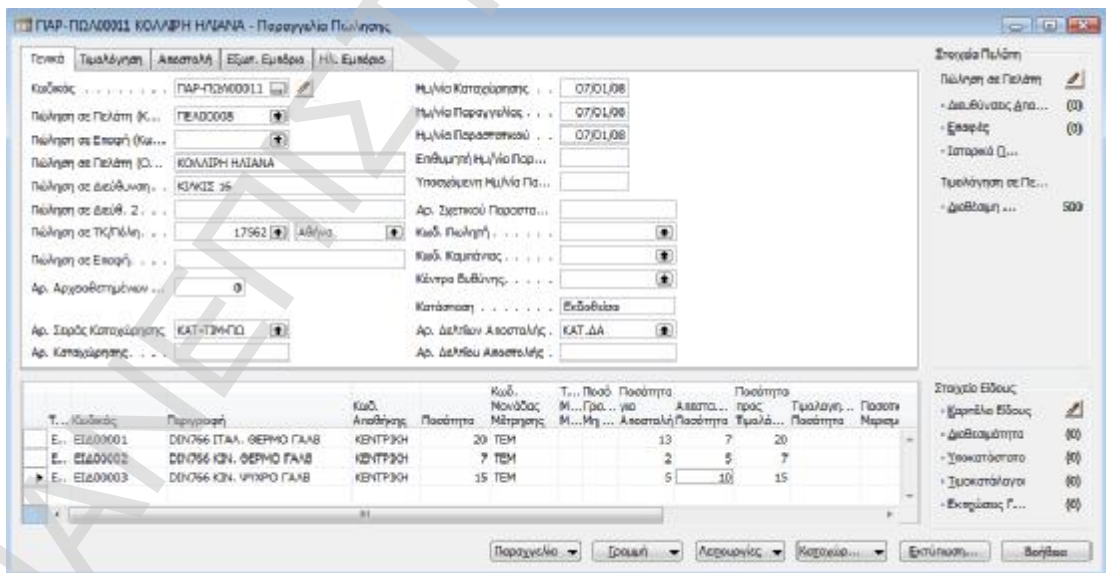 ΠΑΡ-ΠΩΛ00011 ΚΟΛΛΙΡΗ ΗΛΙΑΝΑ - Παραγγελία Πώλησης
Γενικά Τιμολόγηση Αποστολή Εξωτ. Εμπόριο Ηλ. Εμπόριο
Κωδικός . . . . . . . . ΠΑΡ-ΠΩΛ00011
Πώληση σε Πελάτη (Κ... ΠΕΛ00008
Πώληση σε Επαφή (Κω...
Πώληση σε Πελάτη (Ο... ΚΟΛΛΙΡΗ ΗΛΙΑΝΑ
Πώληση σε Διεύθυνση. . ΚΙΛΚΙΣ 16
Πώληση σε Διεύθ. 2 . . .
Πώληση σε ΤΚ/Πόλη. . . 17562 Αθήνα
Πώληση σε Επαφή. . . .
Αρ. Αρχειοθετημένων ... 0
Αρ. Σειράς Καταχώρησης ΚΑΤ-ΤΙΜ-ΠΩ
Αρ. Καταχώρησης. . . . .
Ημ/νία Καταχώρησης . . . 07/01/08
Ημ/νία Παραγγελίας . . . 07/01/08
Ημ/νία Παραστατικού . . . 07/01/08
Επιθυμητή Ημ/νία Παρ...
Υποσχόμενη Ημ/νία Πα...
Αρ. Σχετικού Παραστα...
Κωδ. Πωλητή. . . . . .
Κωδ. Καμπάνιας . . . . .
Κέντρο Ευθύνης. . . . . .
Κατάσταση . . . . . . . Εκδοθείσα
Αρ. Δελτίων Αποστολής . ΚΑΤ.ΔΑ
Αρ. Δελτίου Αποστολής .
Στοιχεία Πελάτη
Πώληση σε Πελάτη
· Διευθύνσεις Απο... (0)
· Επαφές (0)
· Ιστορικό Π...
Τιμολόγηση σε Πε...
· Διαθέσιμη ... 500
Τ... Κωδικός Περιγραφή Κωδ. Αποθήκης Ποσότητα Κωδ. Μονάδας Μέτρησης Ποσότητα για Αποστολή Ποσότητα προς Τιμολό...
Ε... ΕΙΔ00001 DIN766 ΙΤΑΛ. ΘΕΡΜΟ ΓΑΛΒ ΚΕΝΤΡΙΚΗ 20 ΤΕΜ 13 7 20
Ε... ΕΙΔ00002 DIN766 ΚΙΝ. ΘΕΡΜΟ ΓΑΛΒ ΚΕΝΤΡΙΚΗ 7 ΤΕΜ 2 5 7
Ε... ΕΙΔ00003 DIN766 ΚΙΝ. ΨΥΧΡΟ ΓΑΛΒ ΚΕΝΤΡΙΚΗ 15 ΤΕΜ 5 10 15
Στοιχεία Είδους
· Καρτέλα Είδους
· Διαθεσιμότητα (0)
· Υποκατάστατα (0)
· Τιμοκατάλογοι (0)
· Εκπτώσεις Γ... (0)
Παραγγελία Γραμμή Λειτουργίες Καταχώρ... Εκτύπωση... Βοήθεια